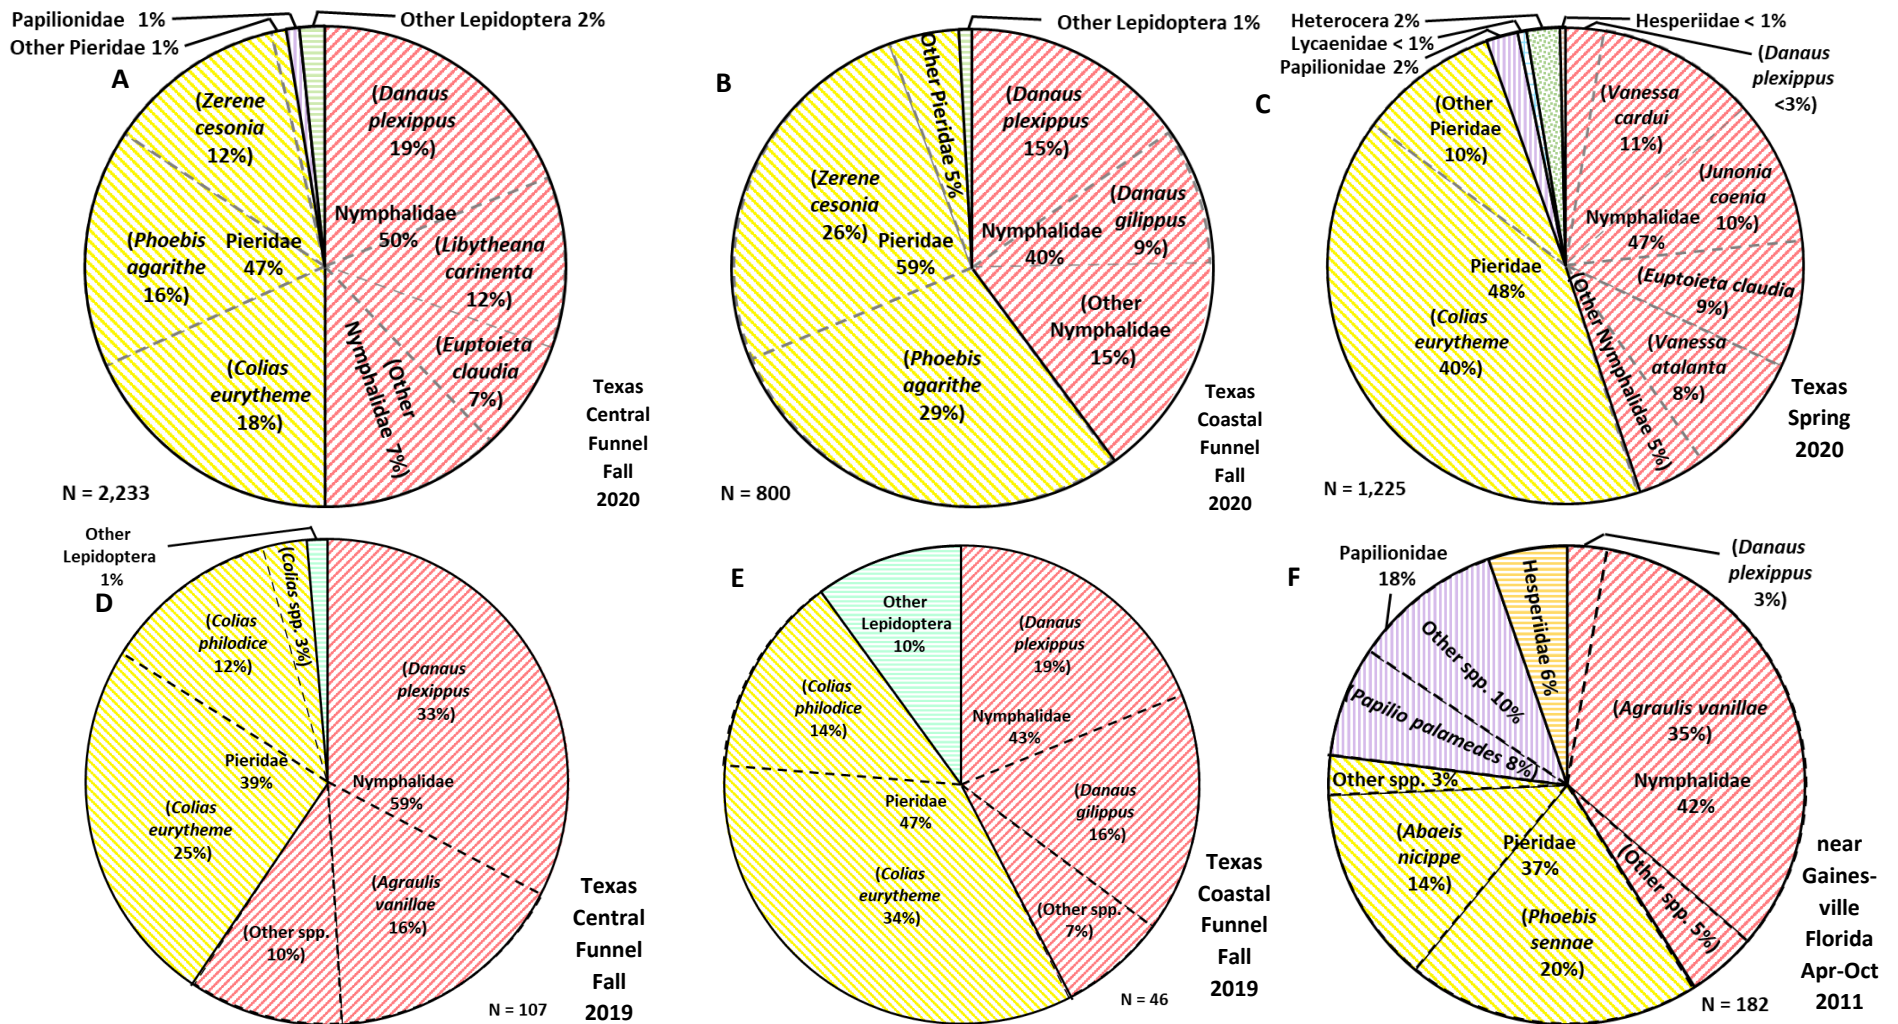 Papilionidae 1%
Other Pieridae 1%
Other Lepidoptera 2%
A
(Zerene
cesonia
12%)
(Danaus
plexippus
19%)
Nymphalidae
50%
(Phoebis
agarithe
16%)
Pieridae
47%
(Libytheana
carinenta
12%)
(Colias
eurytheme
18%)
(Other
Nymphalidae 7%)
(Euptoieta
claudia
7%)
Texas
Central
Funnel
Fall
2020
N = 2,233
Other Lepidoptera 1%
B
Other Pieridae 5%
(Danaus
plexippus
15%)
(Zerene
cesonia
26%)
Pieridae
59%
Nymphalidae
40%
(Danaus
gilippus
9%)
(Other
Nymphalidae
15%)
(Phoebis
agarithe
29%)
Texas
Coastal
Funnel
Fall
2020
N = 800
Heterocera 2%
Lycaenidae < 1%
Papilionidae 2%
Hesperiidae < 1%
(Danaus
plexippus
<3%)
C
(Other
Pieridae
10%)
(Vanessa
cardui
11%)
(Junonia
coenia
10%)
Nymphalidae
47%
Pieridae
48%
(Euptoieta claudia
9%)
(Colias
eurytheme
40%)
(Other Nymphalidae 5%)
(Vanessa
atalanta
8%)
Texas
Spring
2020
N = 1,225
Other
Lepidoptera
1%
D
(Colias spp. 3%)
(Colias
philodice
12%)
(Danaus
plexippus
33%)
Pieridae
39%
Nymphalidae
59%
(Colias
eurytheme
25%)
(Agraulis
vanillae
16%)
(Other spp.
10%)
Texas
Central
Funnel
Fall
2019
N = 107
E
Other
Lepidoptera
10%
(Danaus
plexippus
19%)
(Colias
philodice
14%)
Nymphalidae
43%
Pieridae
47%
(Danaus
gilippus
16%)
(Colias
eurytheme
34%)
(Other spp.
7%)
Texas
Coastal
Funnel
Fall
2019
N = 46
F
Papilionidae
18%
Hesperiidae 6%
(Danaus
plexippus
3%)
Other spp. 10%
(Papilio palamedes 8%)
(Agraulis vanillae
35%)
Other spp. 3%
Nymphalidae
42%
(Abaeis
nicippe
14%)
Pieridae
37%
(Other spp. 5%)
(Phoebis
sennae
20%)
near
Gaines-
ville
Florida
Apr-Oct
2011
N = 182